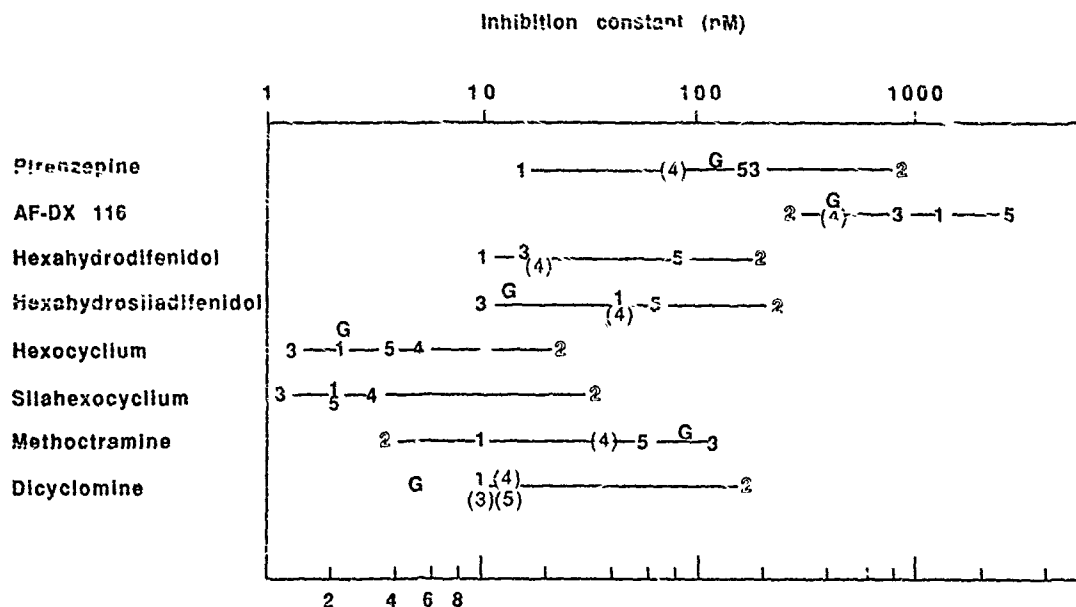 Inhibition constant (nM)
1 10 100 1000
Pirenzepine 1 (4) G 53 2
AF-DX 116 2 G (4) 3 1 5
Hexahydrodifenidol 1 3 (4) 5 2
Hexahydrosiladifenidol 3 G 1 (4) 5 2
Hexocyclium 3 G 1 5 4 2
Silahexocyclium 3 1 5 4 2
Methoctramine 2 1 (4) 5 G 3
Dicyclomine G 1 (4) 2
(3)(5)
2 4 6 8